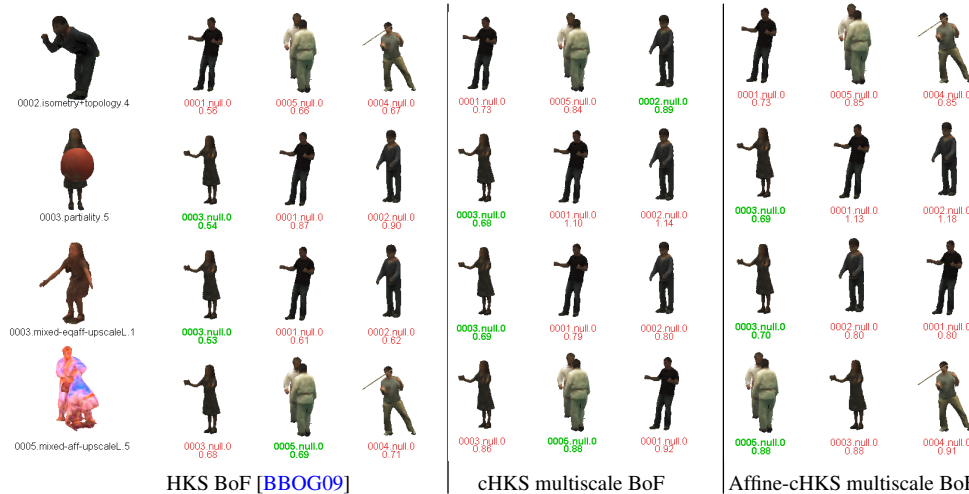 0002.isometry+topology.4
0001.null.0 0005.null.0 0004.null.0
0.56 0.66 0.67
0001.null.0 0005.null.0 0002.null.0
0.73 0.84 0.89
0001.null.0 0005.null.0 0004.null.0
0.73 0.85 0.85
0003.partiality.5
0003.null.0 0001.null.0 0002.null.0
0.54 0.87 0.90
0003.null.0 0001.null.0 0002.null.0
0.68 1.10 1.14
0003.null.0 0001.null.0 0002.null.0
0.69 1.13 1.18
0003.mixed-eqaff-upscaleL.1
0003.null.0 0001.null.0 0002.null.0
0.53 0.61 0.62
0003.null.0 0001.null.0 0002.null.0
0.69 0.79 0.80
0003.null.0 0002.null.0 0001.null.0
0.70 0.80 0.80
0005.mixed-aff-upscaleL.5
0003.null.0 0005.null.0 0004.null.0
0.68 0.69 0.71
0003.null.0 0005.null.0 0001.null.0
0.86 0.88 0.92
0005.null.0 0003.null.0 0004.null.0
0.88 0.88 0.91
HKS BoF [BBOG09]
cHKS multiscale BoF
Affine-cHKS multiscale BoF